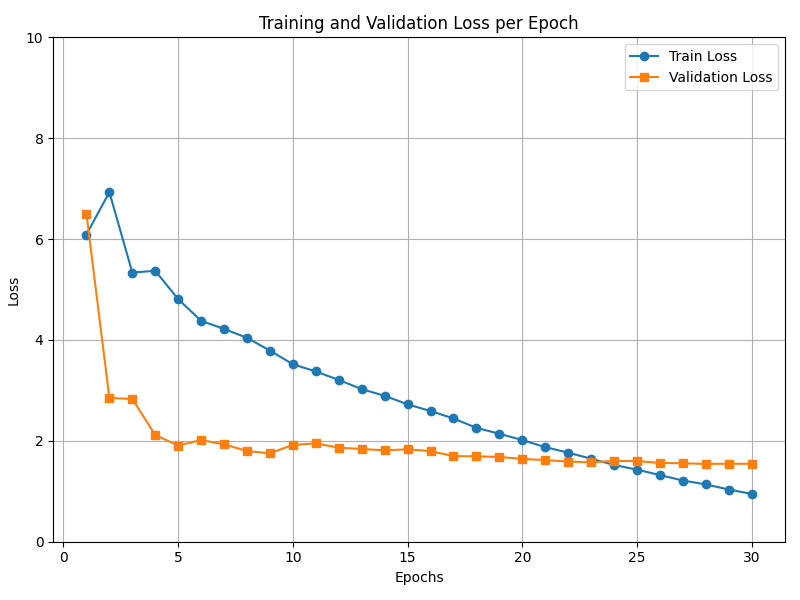 Training and Validation Loss per Epoch
Train Loss
Validation Loss
10
8
6
4
2
0
Loss
0 5 10 15 20 25 30
Epochs